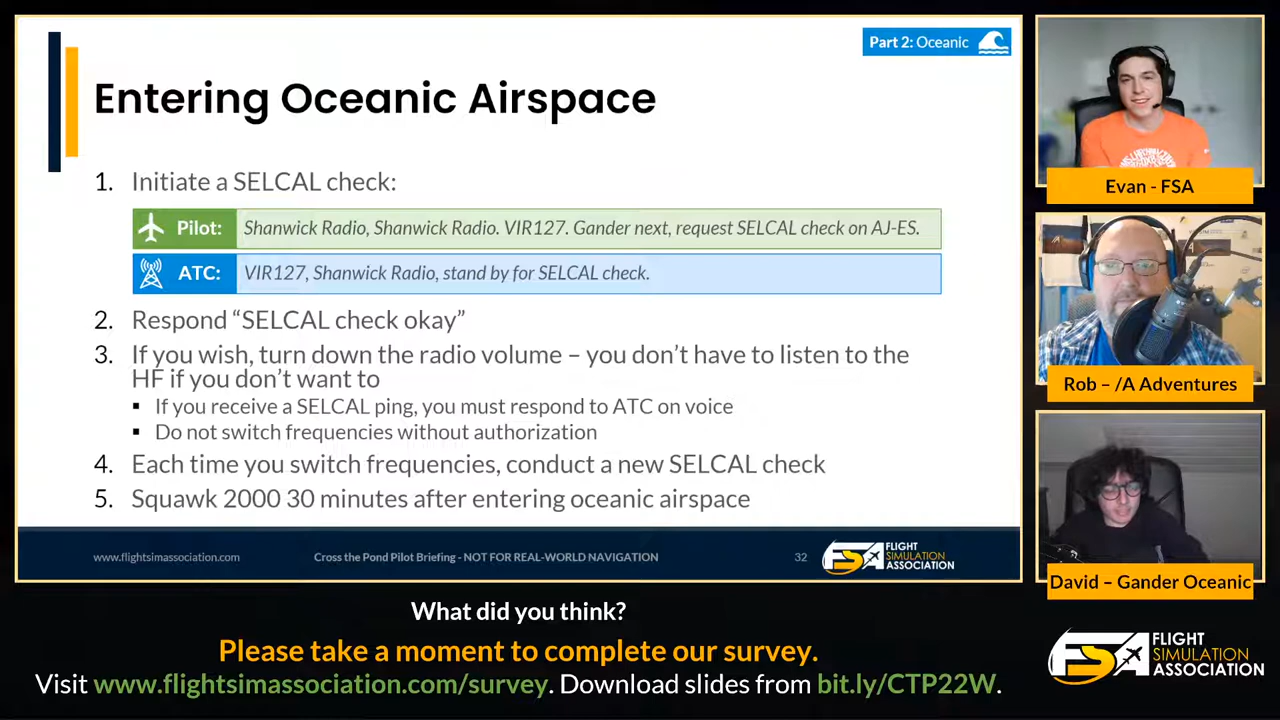 Part 2: Oceanic
Entering Oceanic Airspace
1. Initiate a SELCAL check:
Pilot: Shanwick Radio, Shanwick Radio. VIR127. Gander next, request SELCAL check on AJ-ES.
ATC: VIR127, Shanwick Radio, stand by for SELCAL check.
2. Respond “SELCAL check okay”
3. If you wish, turn down the radio volume – you don’t have to listen to the
HF if you don’t want to
▪ If you receive a SELCAL ping, you must respond to ATC on voice
▪ Do not switch frequencies without authorization
4. Each time you switch frequencies, conduct a new SELCAL check
5. Squawk 2000 30 minutes after entering oceanic airspace
www.flightsimassociation.com
Cross the Pond Pilot Briefing - NOT FOR REAL-WORLD NAVIGATION
32
FSA
FLIGHT
SIMULATION
ASSOCIATION
Evan - FSA
Rob – /A Adventures
David – Gander Oceanic
What did you think?
Please take a moment to complete our survey.
Visit www.flightsimassociation.com/survey. Download slides from bit.ly/CTP22W.
FSA
FLIGHT
SIMULATION
ASSOCIATION